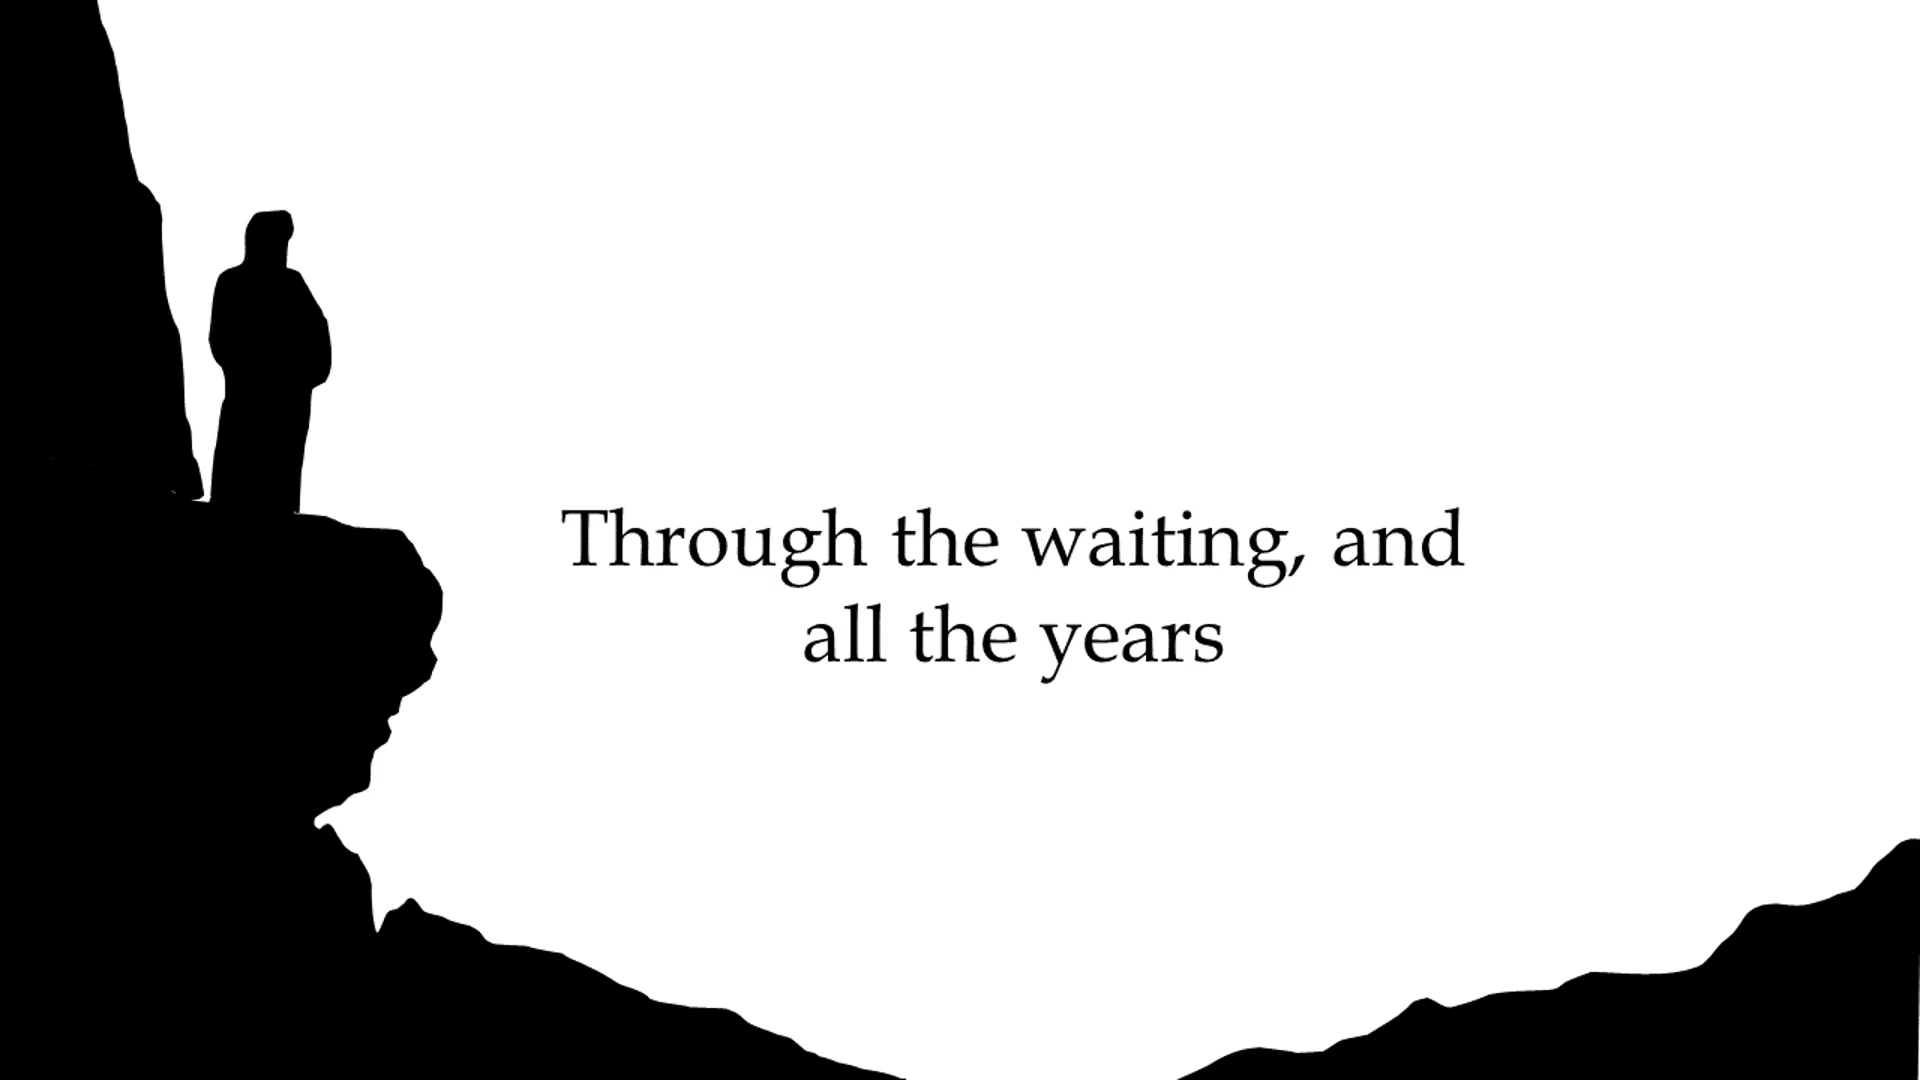 Through the waiting, and
all the years